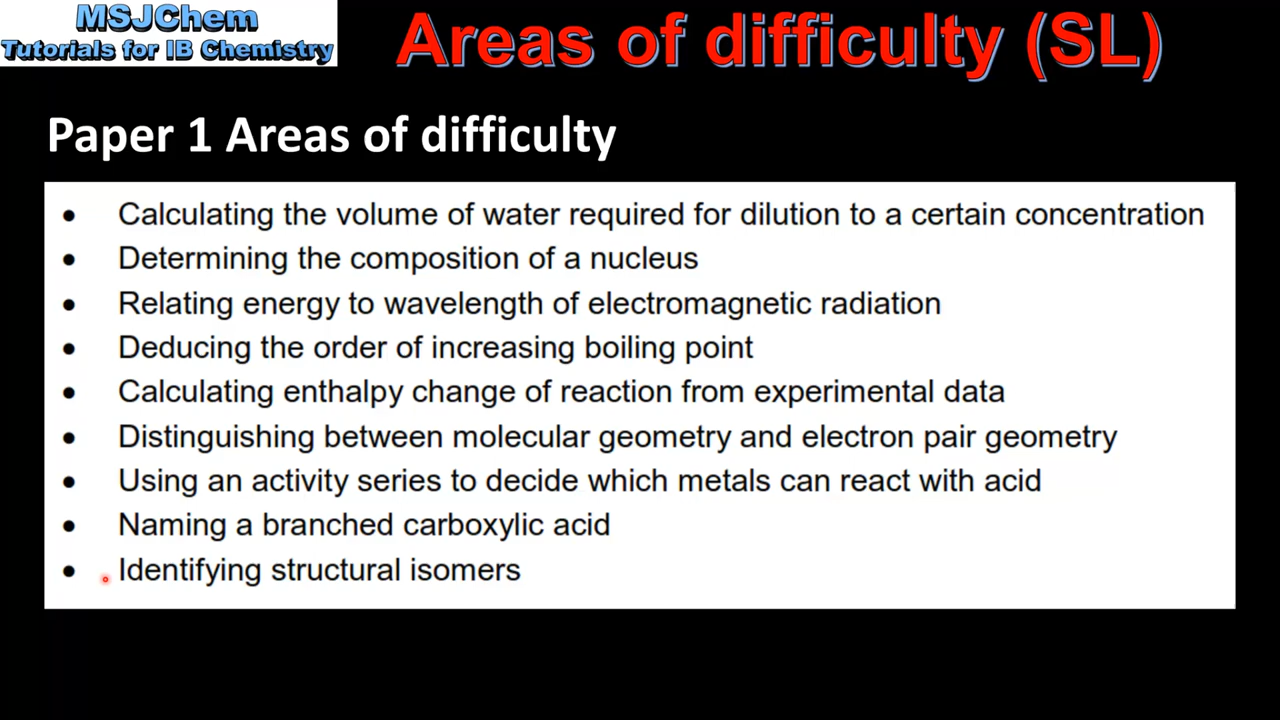 MSJChem
Tutorials for IB Chemistry
Areas of difficulty (SL)
Paper 1 Areas of difficulty
• Calculating the volume of water required for dilution to a certain concentration
• Determining the composition of a nucleus
• Relating energy to wavelength of electromagnetic radiation
• Deducing the order of increasing boiling point
• Calculating enthalpy change of reaction from experimental data
• Distinguishing between molecular geometry and electron pair geometry
• Using an activity series to decide which metals can react with acid
• Naming a branched carboxylic acid
• Identifying structural isomers